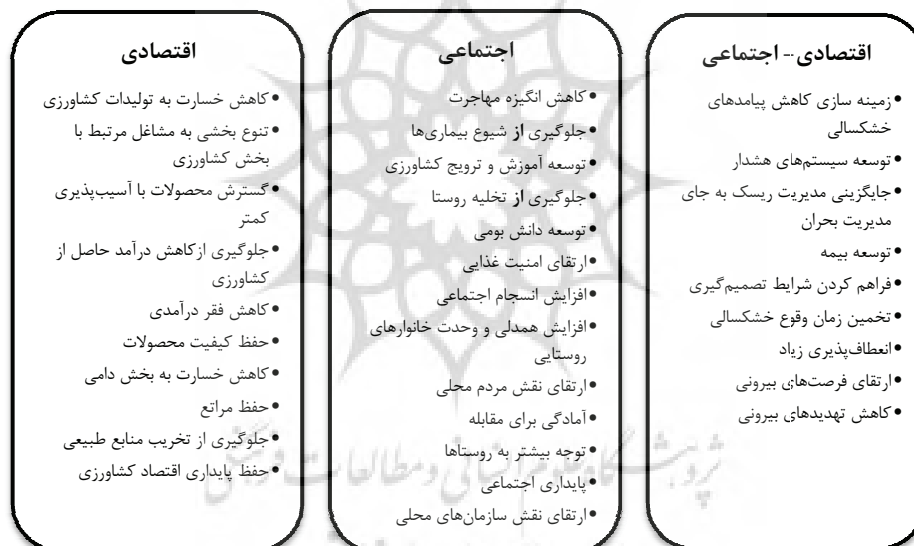 اقتصادی - اجتماعی
•زمینه سازی کاهش پیامدهای
خشکسالی
•توسعه سیستم‌های هشدار
•جایگزینی مدیریت ریسک به جای
مدیریت بحران
•توسعه بیمه
•فراهم کردن شرایط تصمیم‌گیری
•تخمین زمان وقوع خشکسالی
•انعطاف‌پذیری زیاد
•ارتقای فرصت‌های بیرونی
•کاهش تهدیدهای بیرونی
اجتماعی
•کاهش انگیزه مهاجرت
•جلوگیری از شیوع بیماری‌ها
•توسعه آموزش و ترویج کشاورزی
•جلوگیری از تخلیه روستا
•توسعه دانش بومی
•ارتقای امنیت غذایی
•افزایش انسجام اجتماعی
•افزایش همدلی و وحدت خانوارهای
روستایی
•ارتقای نقش مردم محلی
•آمادگی برای مقابله
•توجه بیشتر به روستاها
•پایداری اجتماعی
•ارتقای نقش سازمان‌های محلی
اقتصادی
•کاهش خسارت به تولیدات کشاورزی
•تنوع بخشی به مشاغل مرتبط با
بخش کشاورزی
•گسترش محصولات با آسیب‌پذیری
کمتر
•جلوگیری ازکاهش درآمد حاصل از
کشاورزی
•کاهش فقر درآمدی
•حفظ کیفیت محصولات
•کاهش خسارت به بخش دامی
•حفظ مراتع
•جلوگیری از تخریب منابع طبیعی
•حفظ پایداری اقتصاد کشاورزی
پژوهشگاه علوم انسانی و مطالعات فرهنگی